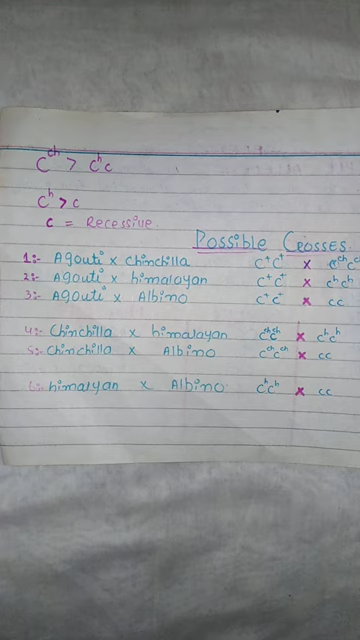 C^ch > C^h c
C^h > c
c = Recessive
Possible Crosses
1:- Agouti x Chinchilla C⁺C⁺ x c^ch c^ch
2:- Agouti x himalayan C⁺C⁺ x c^h c^h
3:- Agouti x Albino C⁺C⁺ x cc
4:- Chinchilla x himalayan c^ch c^ch x c^h c^h
5:- Chinchilla x Albino c^ch c^ch x cc
6:- himalyan x Albino c^h c^h x cc